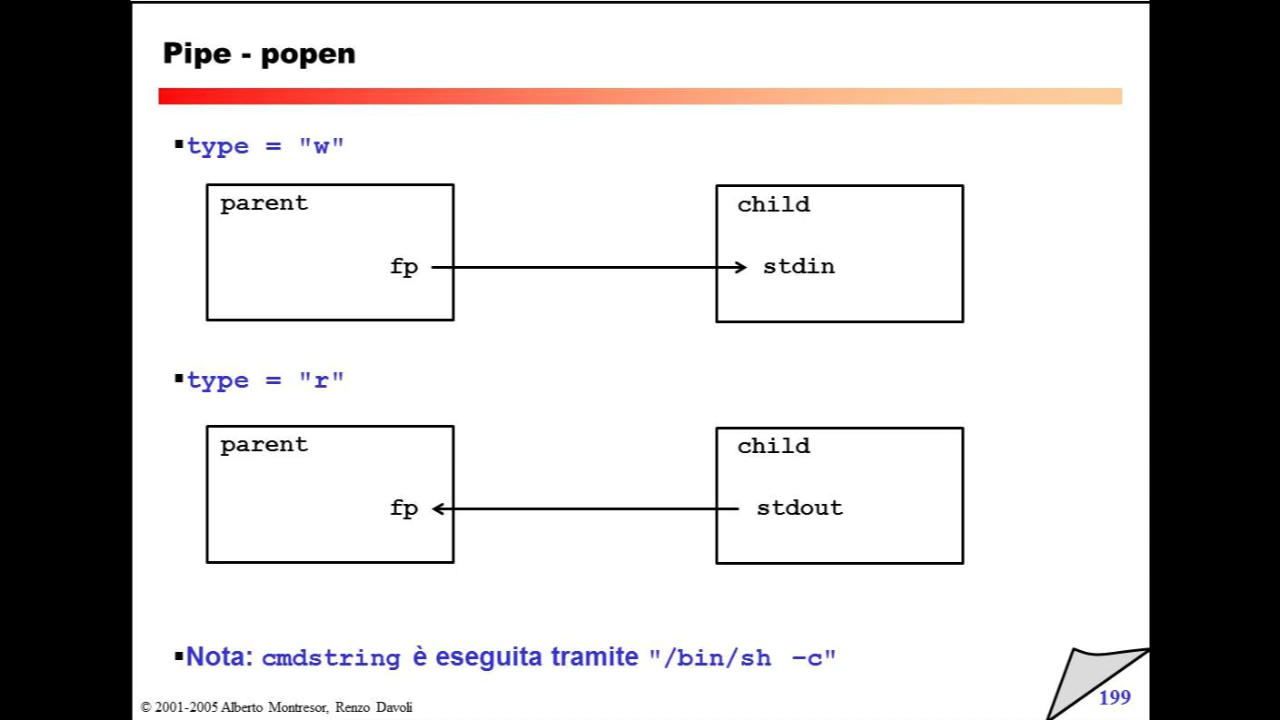 Pipe - popen
▪type = "w"
parent
child
fp
stdin
▪type = "r"
parent
child
fp
stdout
▪Nota: cmdstring è eseguita tramite "/bin/sh -c"
© 2001-2005 Alberto Montresor, Renzo Davoli
199